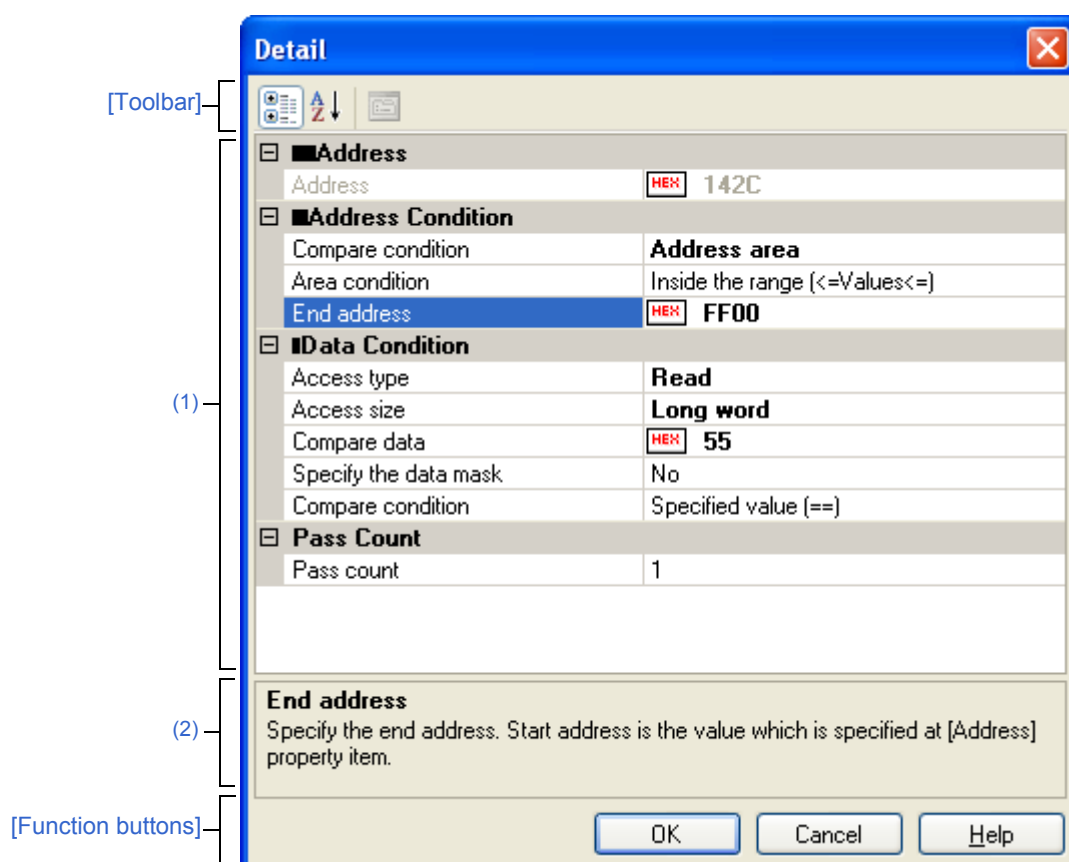 Detail
[Toolbar]
A
Z
Address
Address HEX 142C
Address Condition
Compare condition Address area
Area condition Inside the range (<=Values<=)
End address HEX FF00
Data Condition
Access type Read
(1)
Access size Long word
Compare data HEX 55
Specify the data mask No
Compare condition Specified value (==)
Pass Count
Pass count 1
(2)
End address
Specify the end address. Start address is the value which is specified at [Address]
property item.
[Function buttons]
OK Cancel Help